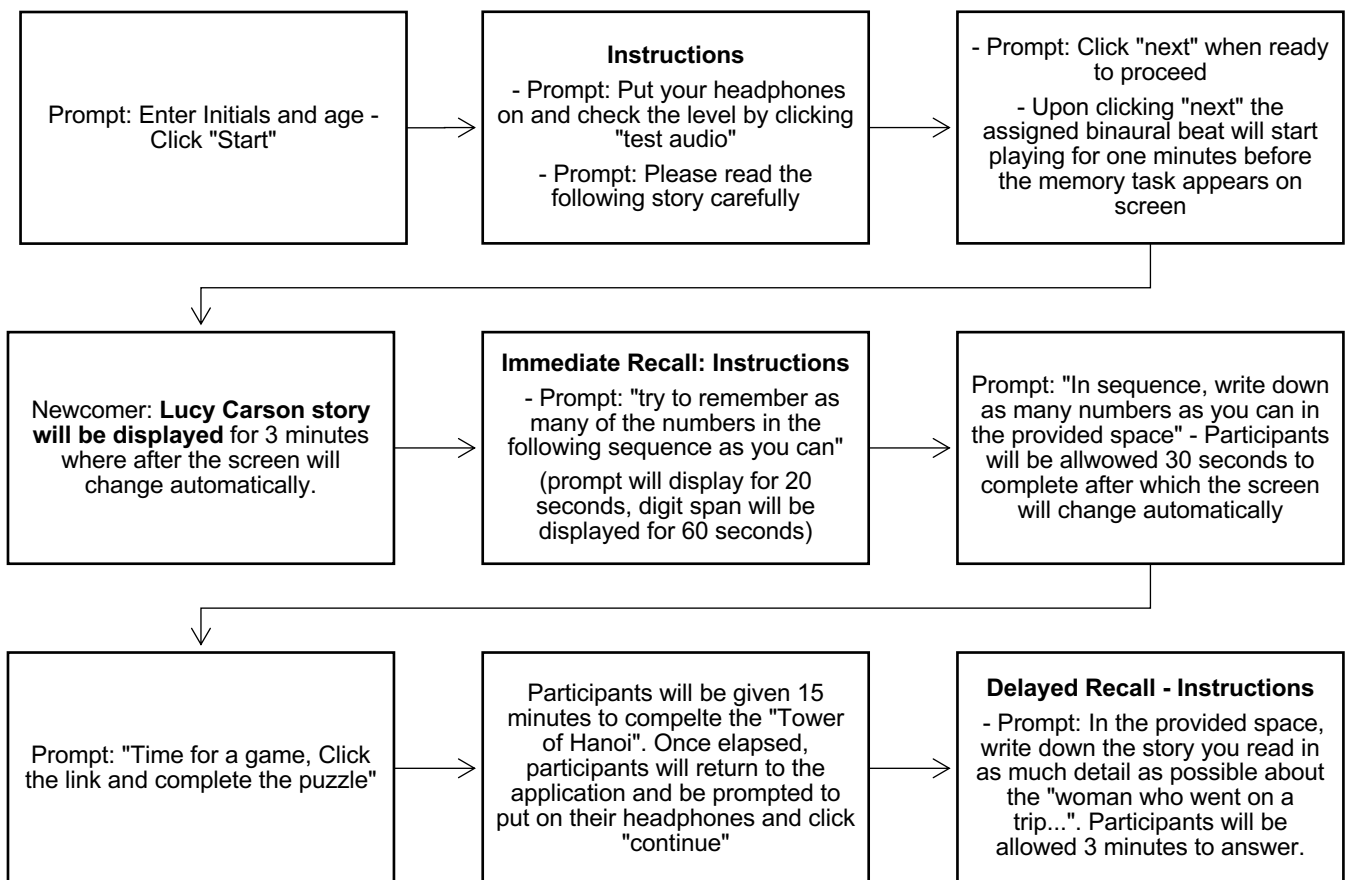 Prompt: Enter Initials and age -
Click "Start"
Instructions
- Prompt: Put your headphones
on and check the level by clicking
"test audio"
- Prompt: Please read the
following story carefully
- Prompt: Click "next" when ready
to proceed
- Upon clicking "next" the
assigned binaural beat will start
playing for one minutes before
the memory task appears on
screen
Newcomer: Lucy Carson story
will be displayed for 3 minutes
where after the screen will
change automatically.
Immediate Recall: Instructions
- Prompt: "try to remember as
many of the numbers in the
following sequence as you can"
(prompt will display for 20
seconds, digit span will be
displayed for 60 seconds)
Prompt: "In sequence, write down
as many numbers as you can in
the provided space" - Participants
will be allwowed 30 seconds to
complete after which the screen
will change automatically
Prompt: "Time for a game, Click
the link and complete the puzzle"
Participants will be given 15
minutes to compelte the "Tower
of Hanoi". Once elapsed,
participants will return to the
application and be prompted to
put on their headphones and click
"continue"
Delayed Recall - Instructions
- Prompt: In the provided space,
write down the story you read in
as much detail as possible about
the "woman who went on a
trip...". Participants will be
allowed 3 minutes to answer.